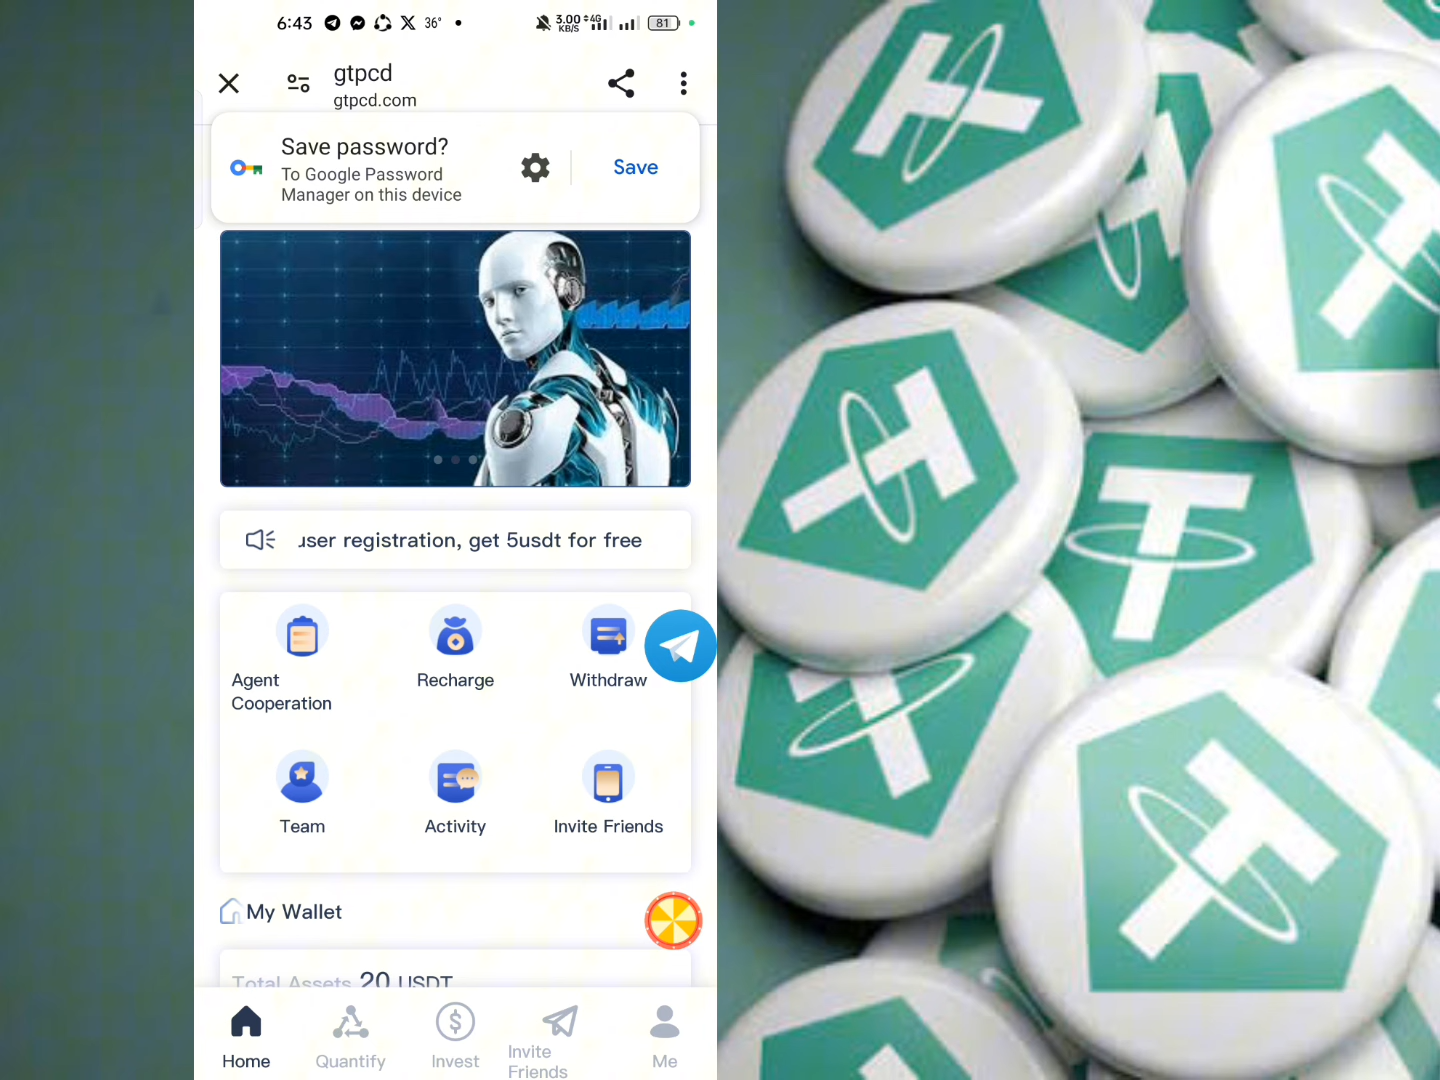 6:43
36°
3.00 KB/S
4G
81
gtpcd
gtpcd.com
Save password?
To Google Password
Manager on this device
Save
user registration, get 5usdt for free
Agent
Cooperation
Recharge
Withdraw
Team
Activity
Invite Friends
My Wallet
Total Assets 20 USDT
Home
Quantify
Invest
Invite
Friends
Me